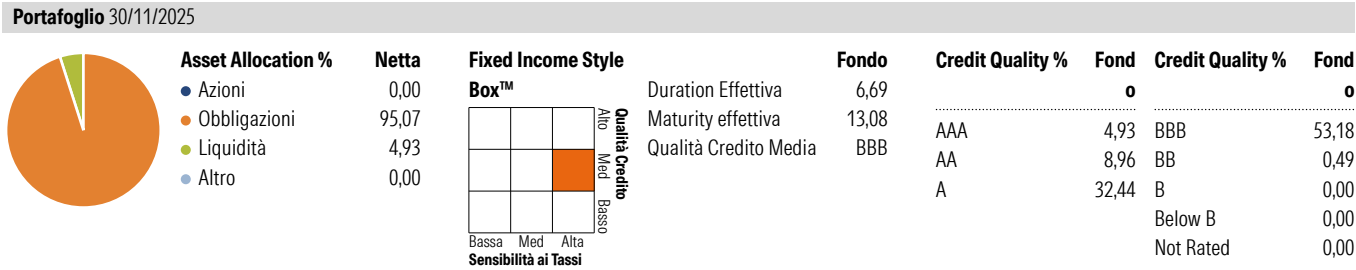 Portafoglio 30/11/2025
Asset Allocation % Netta
Azioni 0,00
Obbligazioni 95,07
Liquidità 4,93
Altro 0,00
Fixed Income Style
Box™
Alto Med Basso
Qualità Credito
Bassa Med Alta
Sensibilità ai Tassi
Fondo
Duration Effettiva 6,69
Maturity effettiva 13,08
Qualità Credito Media BBB
Credit Quality % Fond
o
AAA 4,93
AA 8,96
A 32,44
Credit Quality % Fond
o
BBB 53,18
BB 0,49
B 0,00
Below B 0,00
Not Rated 0,00